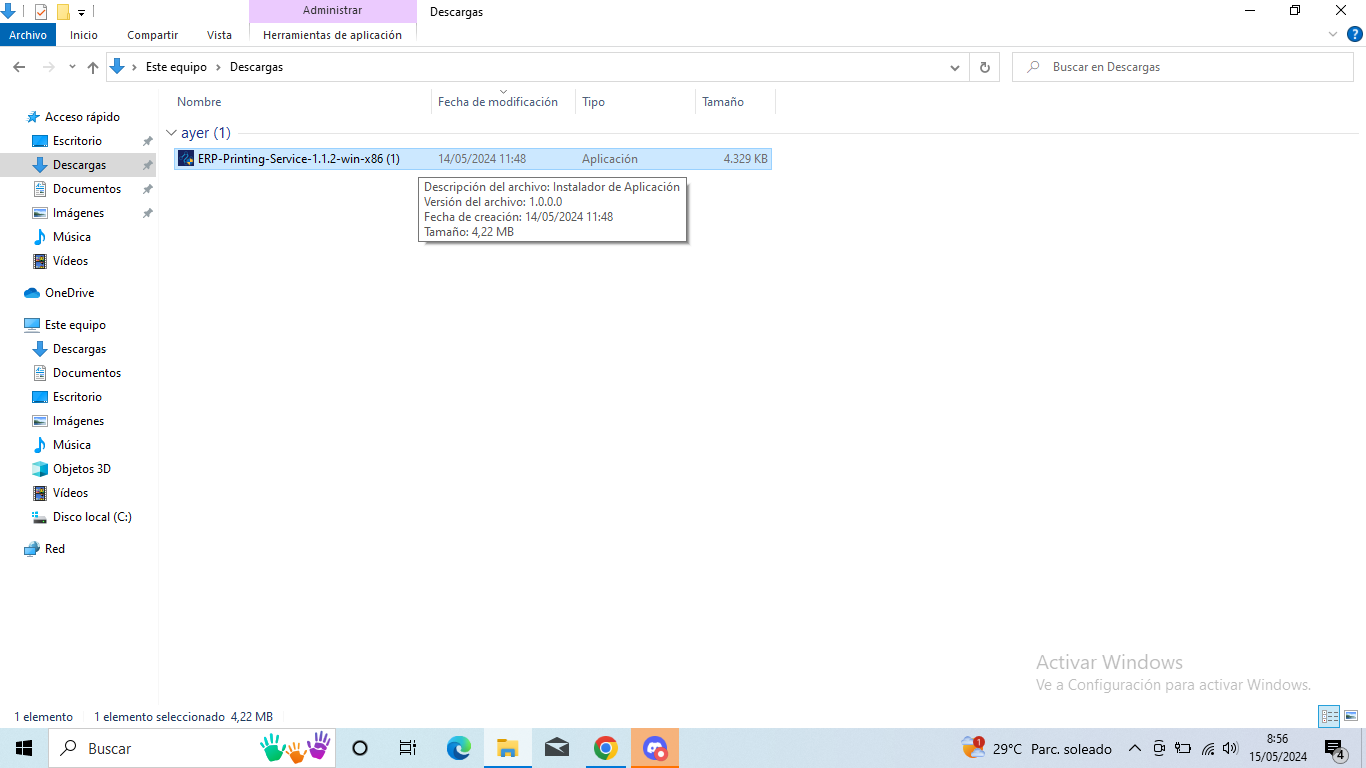 Administrar
Descargas
Archivo Inicio Compartir Vista Herramientas de aplicación
Este equipo Descargas
Buscar en Descargas
Nombre Fecha de modificación Tipo Tamaño
ayer (1)
ERP-Printing-Service-1.1.2-win-x86 (1) 14/05/2024 11:48 Aplicación 4.329 KB
Descripción del archivo: Instalador de Aplicación
Versión del archivo: 1.0.0.0
Fecha de creación: 14/05/2024 11:48
Tamaño: 4,22 MB
Acceso rápido
Escritorio
Descargas
Documentos
Imágenes
Música
Vídeos
OneDrive
Este equipo
Descargas
Documentos
Escritorio
Imágenes
Música
Objetos 3D
Vídeos
Disco local (C:)
Red
Activar Windows
Ve a Configuración para activar Windows.
1 elemento 1 elemento seleccionado 4,22 MB
Buscar
1
29°C Parc. soleado
8:56
15/05/2024
4